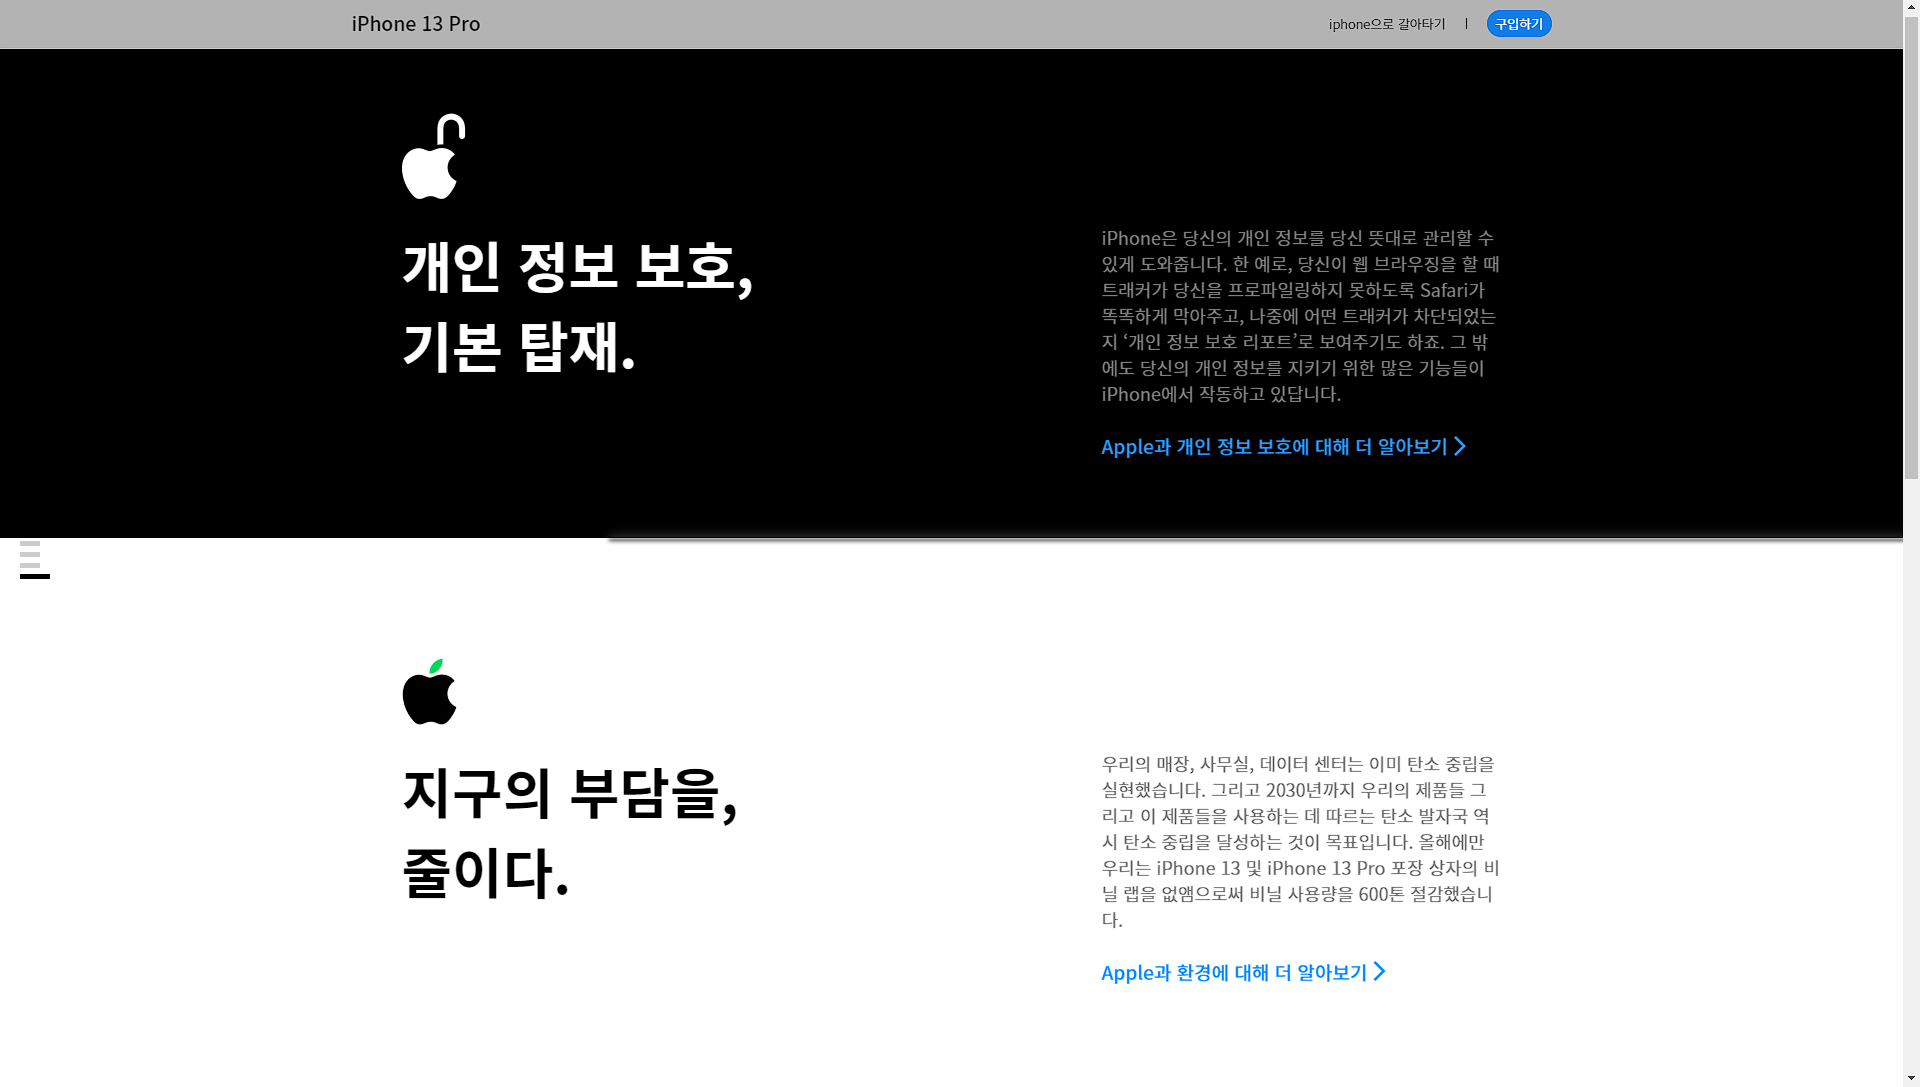 iPhone 13 Pro
iphone으로 갈아타기 | 구입하기
개인 정보 보호,
기본 탑재.
iPhone은 당신의 개인 정보를 당신 뜻대로 관리할 수
있게 도와줍니다. 한 예로, 당신이 웹 브라우징을 할 때
트래커가 당신을 프로파일링하지 못하도록 Safari가
똑똑하게 막아주고, 나중에 어떤 트래커가 차단되었는
지 ‘개인 정보 보호 리포트’로 보여주기도 하죠. 그 밖
에도 당신의 개인 정보를 지키기 위한 많은 기능들이
iPhone에서 작동하고 있답니다.
Apple과 개인 정보 보호에 대해 더 알아보기
지구의 부담을,
줄이다.
우리의 매장, 사무실, 데이터 센터는 이미 탄소 중립을
실현했습니다. 그리고 2030년까지 우리의 제품들 그
리고 이 제품들을 사용하는 데 따르는 탄소 발자국 역
시 탄소 중립을 달성하는 것이 목표입니다. 올해에만
우리는 iPhone 13 및 iPhone 13 Pro 포장 상자의 비
닐 랩을 없앰으로써 비닐 사용량을 600톤 절감했습니
다.
Apple과 환경에 대해 더 알아보기